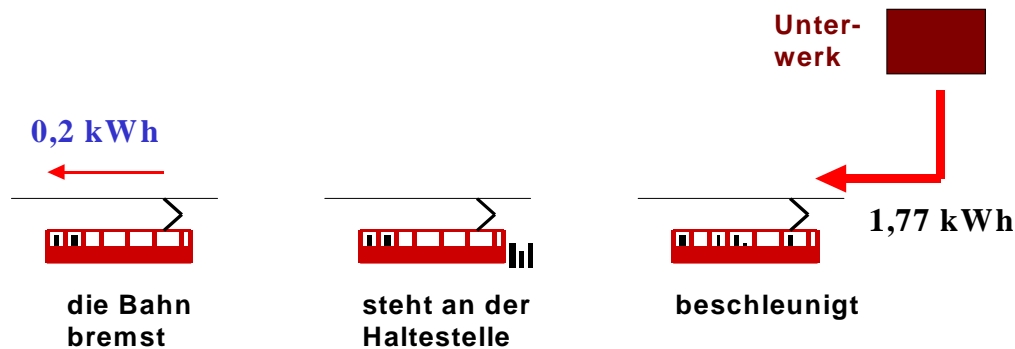 Unter-
werk
0,2 kWh
1,77 kWh
die Bahn
bremst
steht an der
Haltestelle
beschleunigt